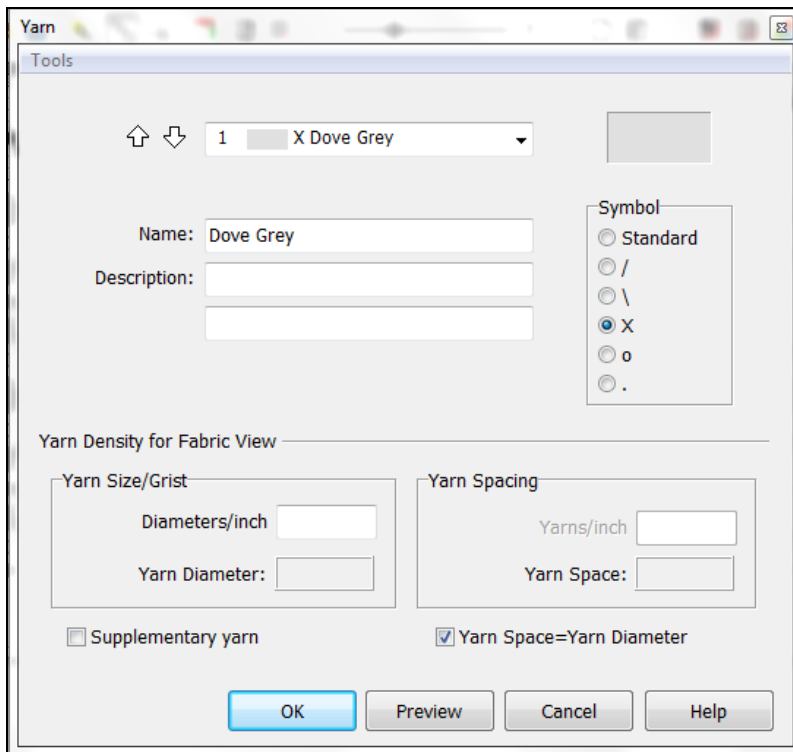 Yarn
Tools
1 X Dove Grey
Name: Dove Grey
Description:
Symbol
Standard
/
\
X
o
.
Yarn Density for Fabric View
Yarn Size/Grist
Diameters/inch
Yarn Diameter:
Yarn Spacing
Yarns/inch
Yarn Space:
Supplementary yarn
Yarn Space=Yarn Diameter
OK Preview Cancel Help